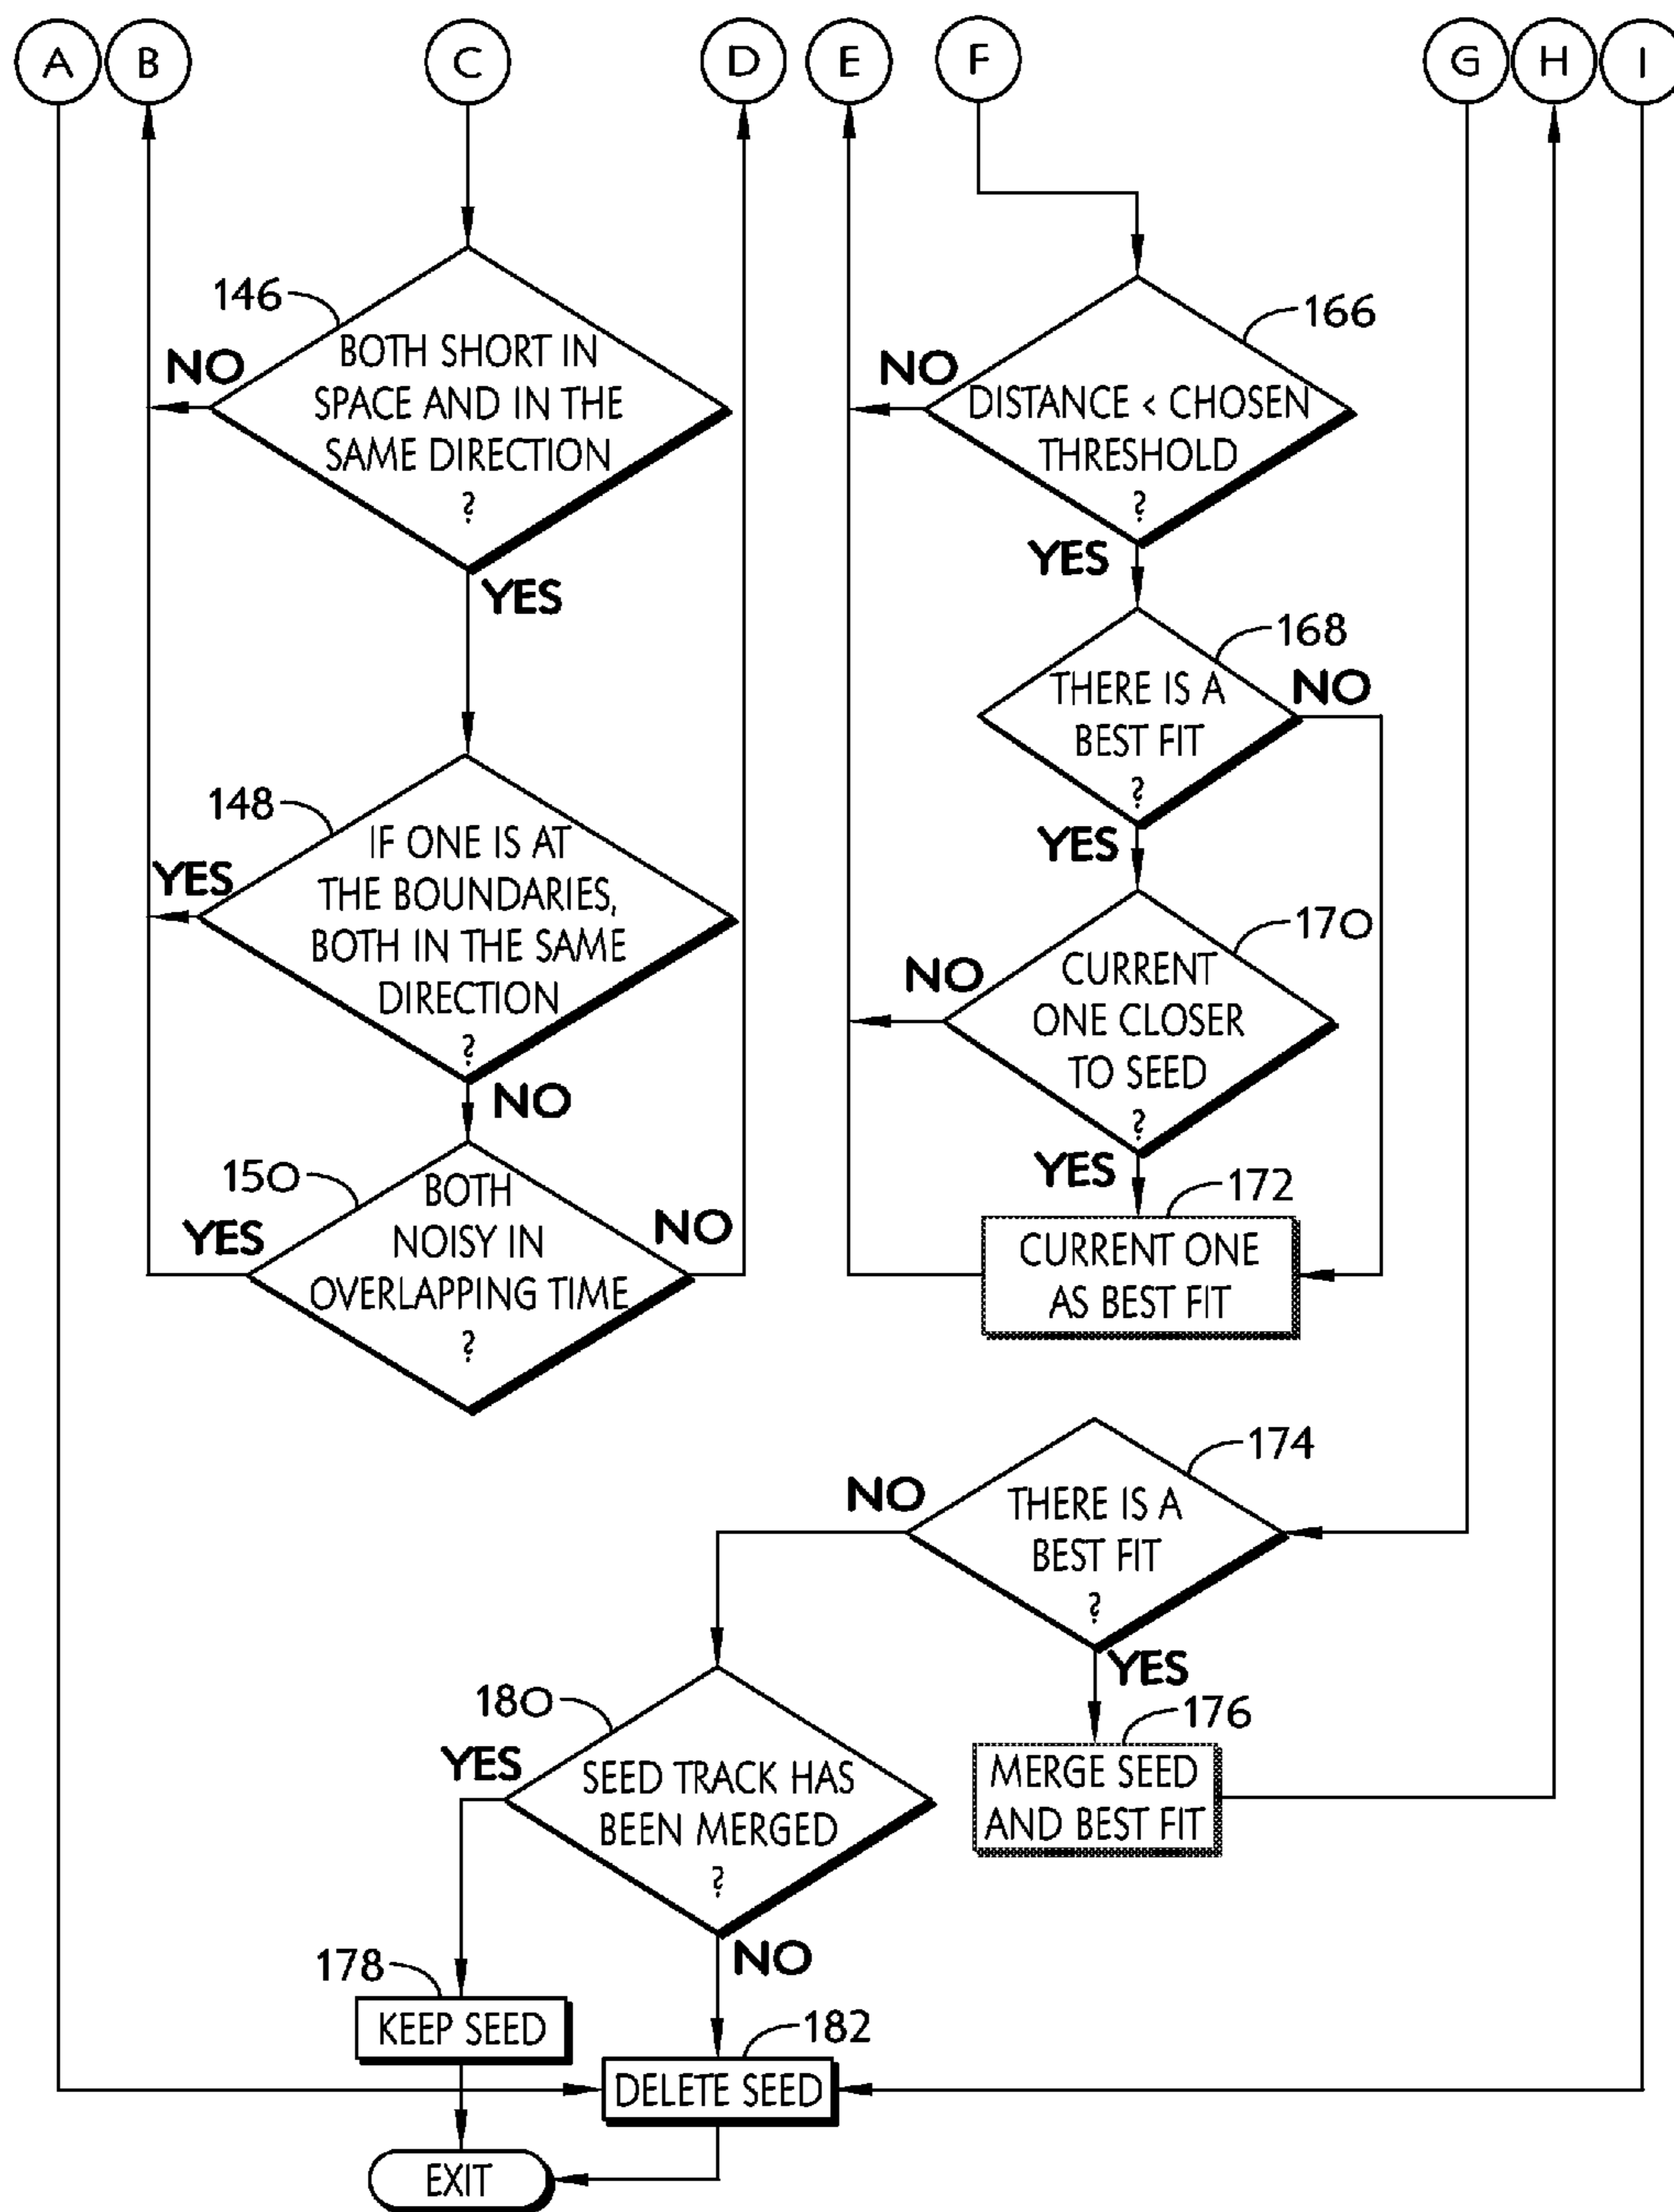 A
B
C
D
E
F
G
H
I
146
BOTH SHORT IN
SPACE AND IN THE
SAME DIRECTION
?
NO
YES
148
IF ONE IS AT
THE BOUNDARIES,
BOTH IN THE SAME
DIRECTION
?
YES
NO
150
BOTH
NOISY IN
OVERLAPPING TIME
?
YES
NO
166
DISTANCE < CHOSEN
THRESHOLD
?
NO
YES
168
THERE IS A
BEST FIT
?
NO
YES
170
CURRENT
ONE CLOSER
TO SEED
?
NO
YES
172
CURRENT ONE
AS BEST FIT
174
THERE IS A
BEST FIT
?
NO
YES
176
MERGE SEED
AND BEST FIT
180
SEED TRACK HAS
BEEN MERGED
?
YES
NO
178
KEEP SEED
182
DELETE SEED
EXIT